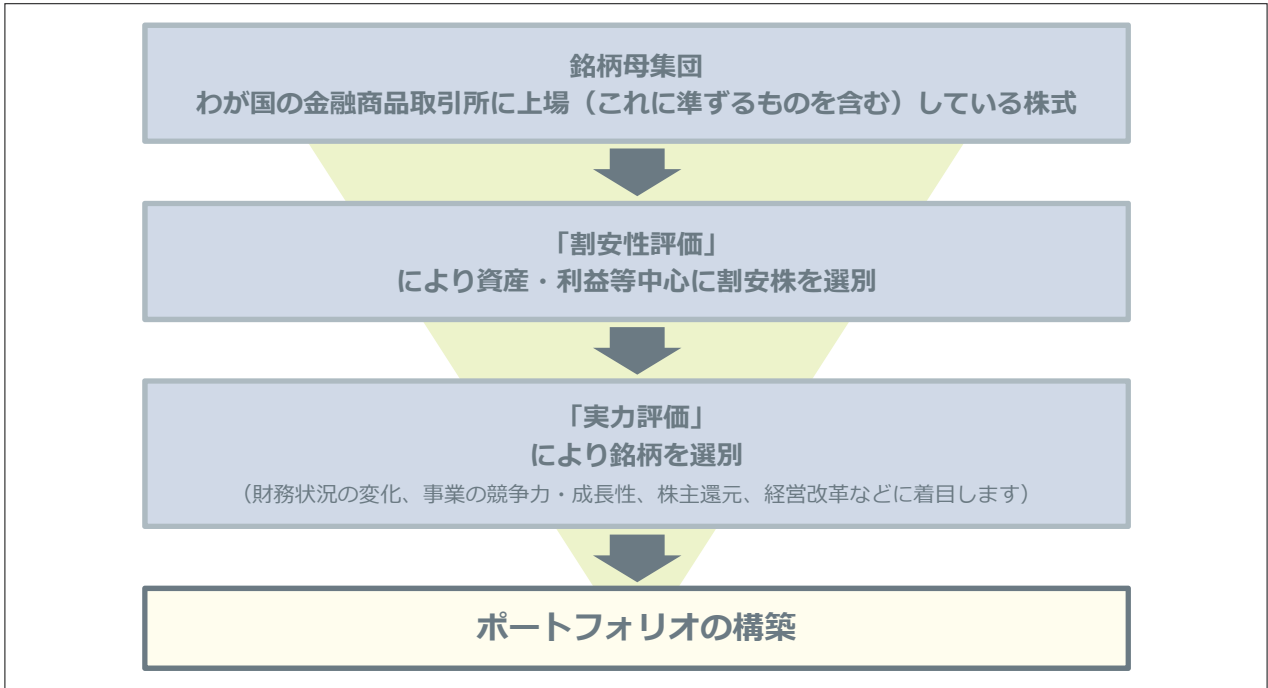 銘柄母集団
わが国の金融商品取引所に上場（これに準ずるものを含む）している株式
「割安性評価」
により資産・利益等中心に割安株を選別
「実力評価」
により銘柄を選別
（財務状況の変化、事業の競争力・成長性、株主還元、経営改革などに着目します）
ポートフォリオの構築